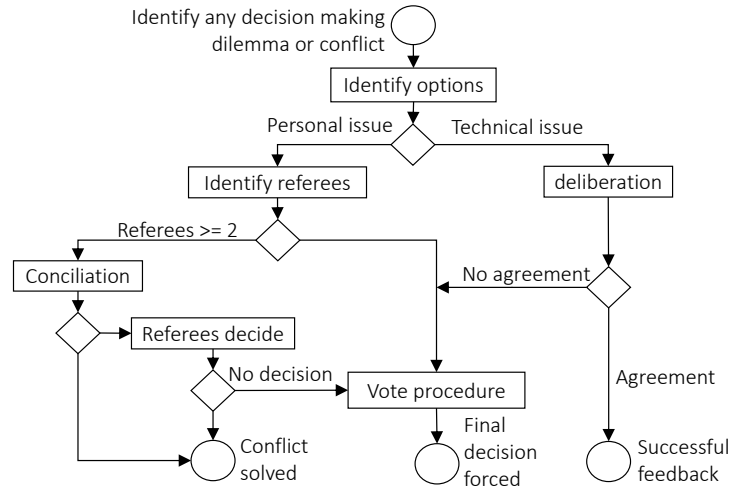 Identify any decision making
dilemma or conflict
Identify options
Personal issue
Technical issue
Identify referees
deliberation
Referees >= 2
Conciliation
No agreement
Referees decide
No decision
Vote procedure
Agreement
Conflict
solved
Final
decision
forced
Successful
feedback